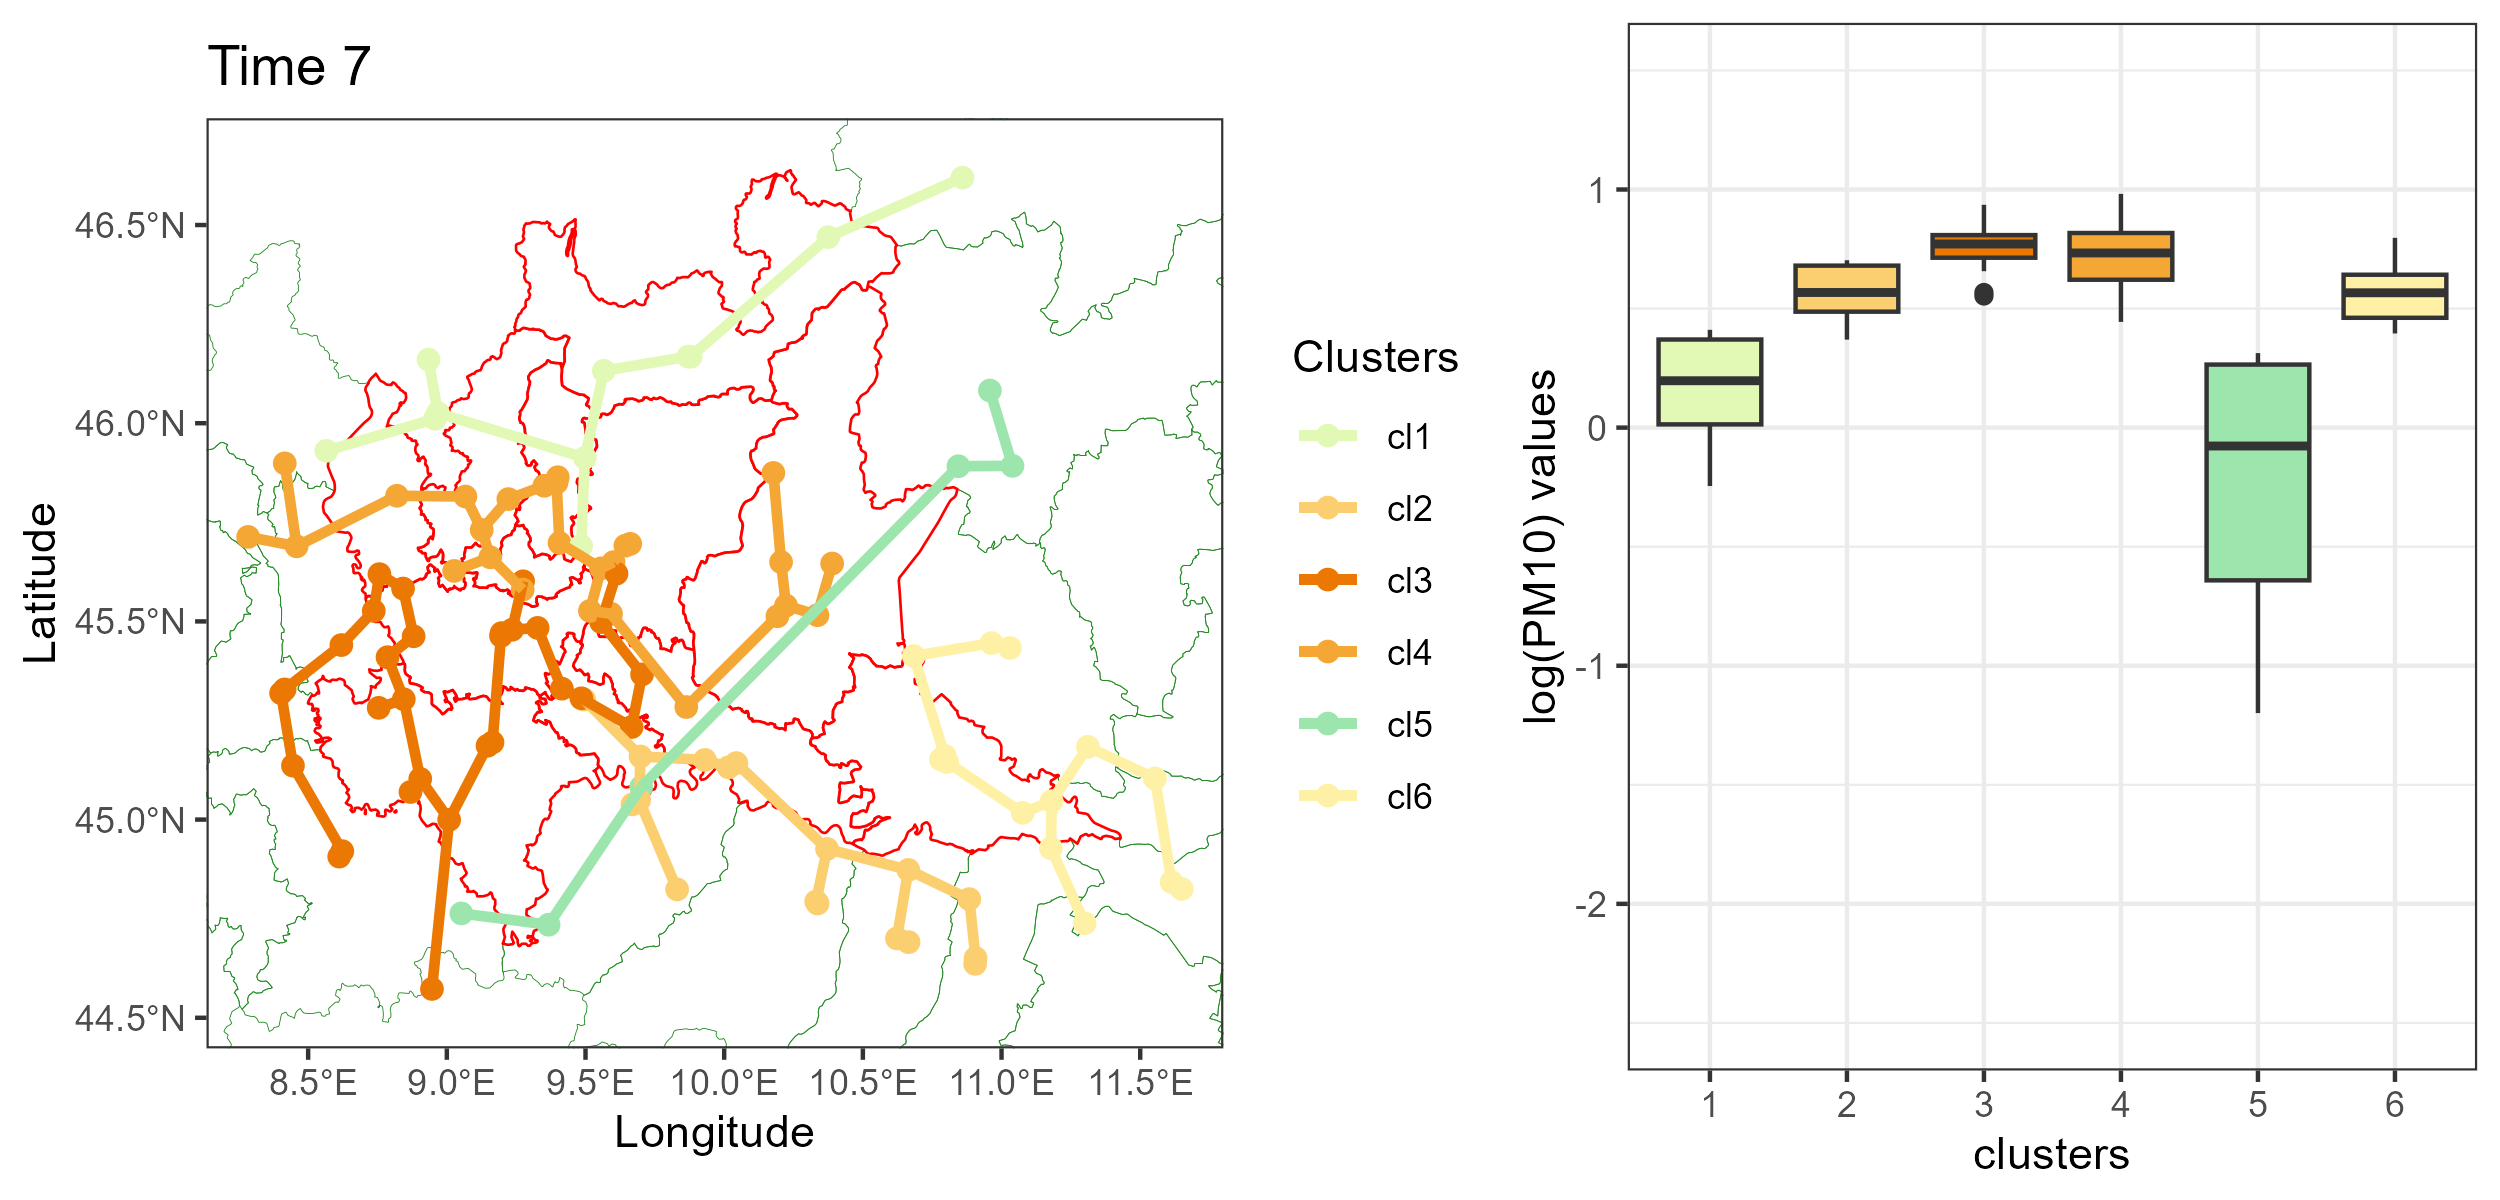 Time 7
Latitude
46.5°N
46.0°N
45.5°N
45.0°N
44.5°N
8.5°E 9.0°E 9.5°E 10.0°E 10.5°E 11.0°E 11.5°E
Longitude
Clusters
cl1
cl2
cl3
cl4
cl5
cl6
log(PM10) values
1
0
-1
-2
1 2 3 4 5 6
clusters